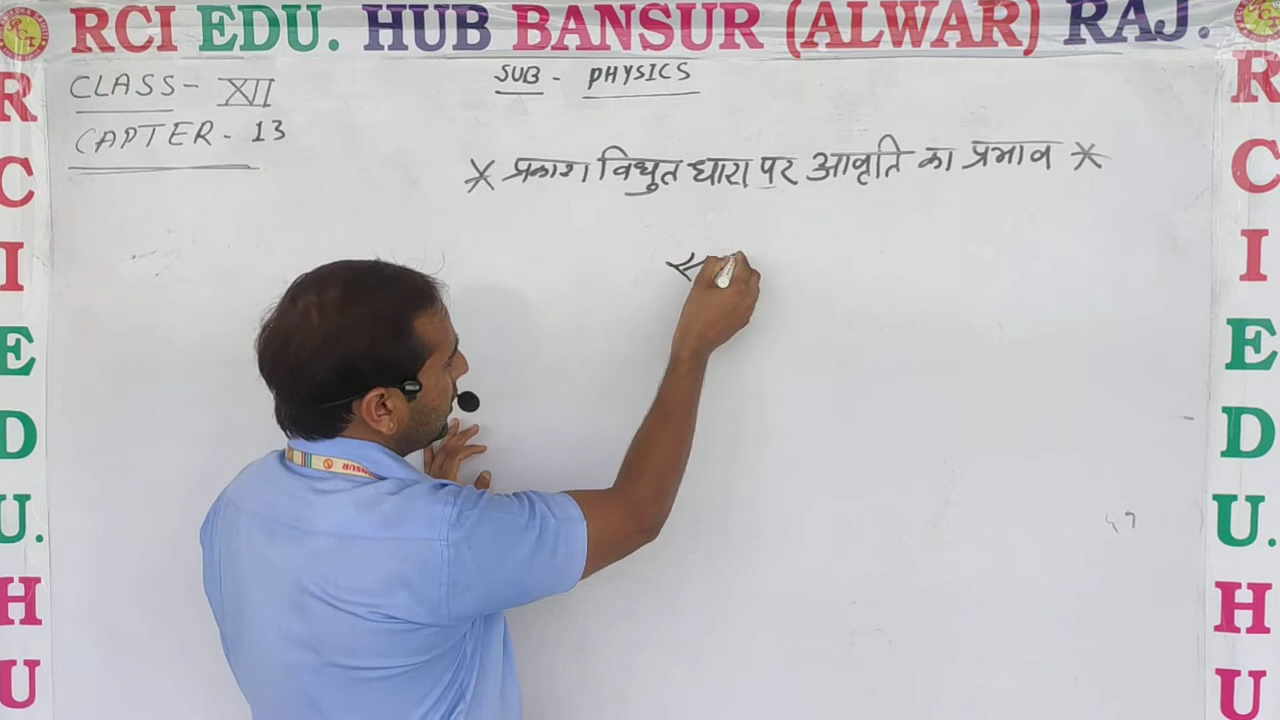 RCI EDU. HUB BANSUR (ALWAR) RAJ.
CLASS - XII
SUB - PHYSICS
CAPTER - 13
* प्रकाश विधुत धारा पर आवृति का प्रभाव *
R
C
I
E
D
U.
H
U
R
C
I
E
D
U.
H
U